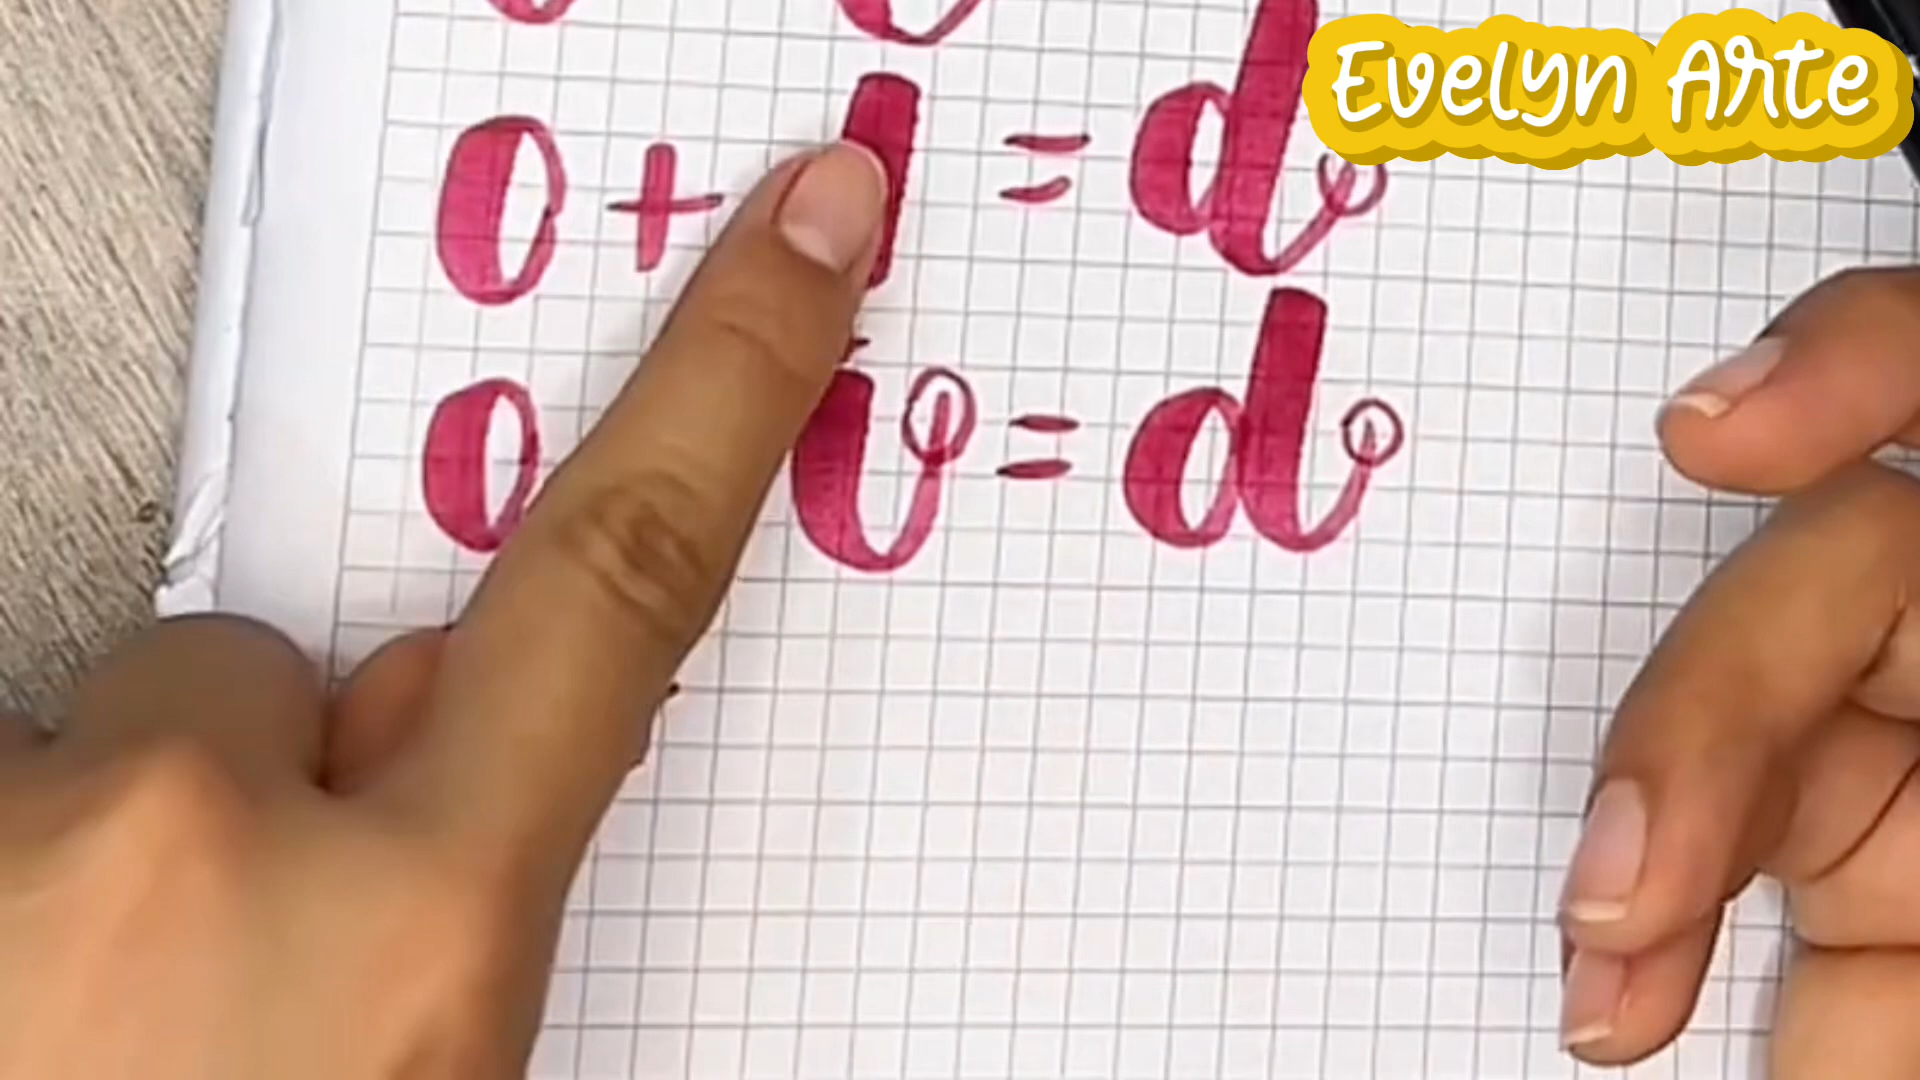 Evelyn Arte
o + l = d
o = d